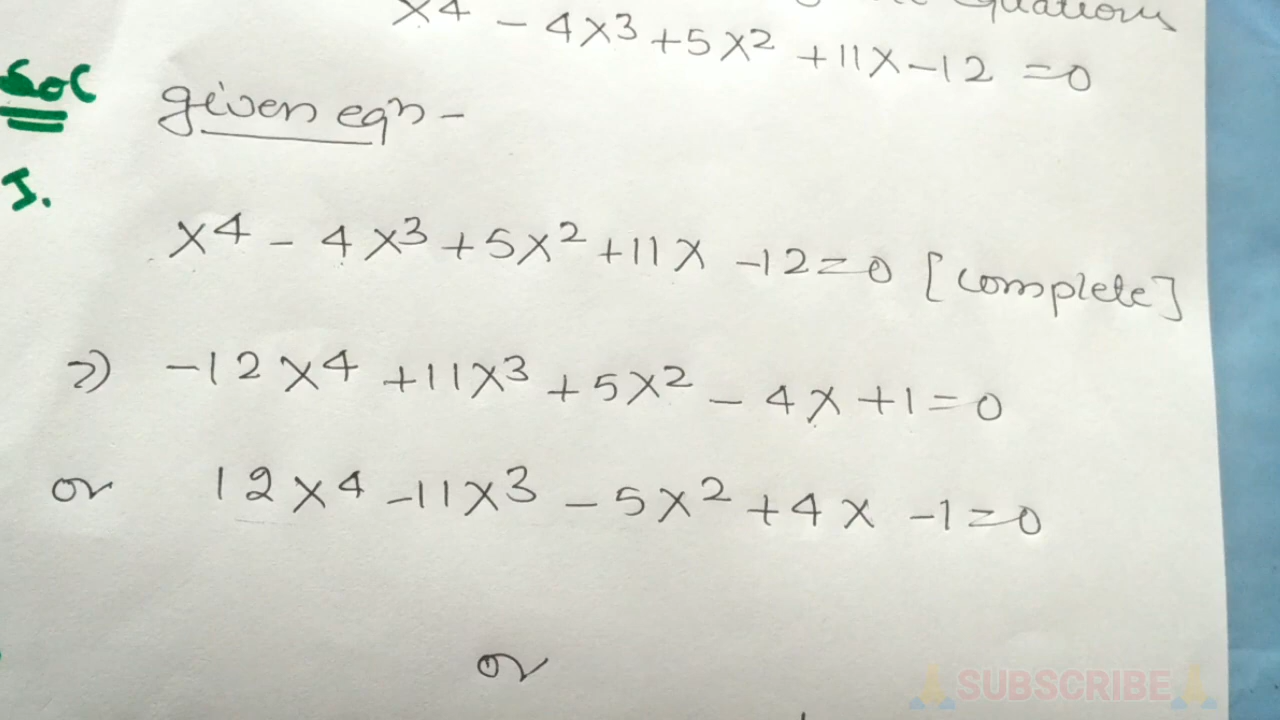 Equations
x⁴ - 4x³ + 5x² + 11x - 12 = 0
Sol given eqn -
I.
x⁴ - 4x³ + 5x² + 11x - 12 = 0 [complete]
⇒ -12x⁴ + 11x³ + 5x² - 4x + 1 = 0
or 12x⁴ - 11x³ - 5x² + 4x - 1 = 0
or
🙏SUBSCRIBE🙏